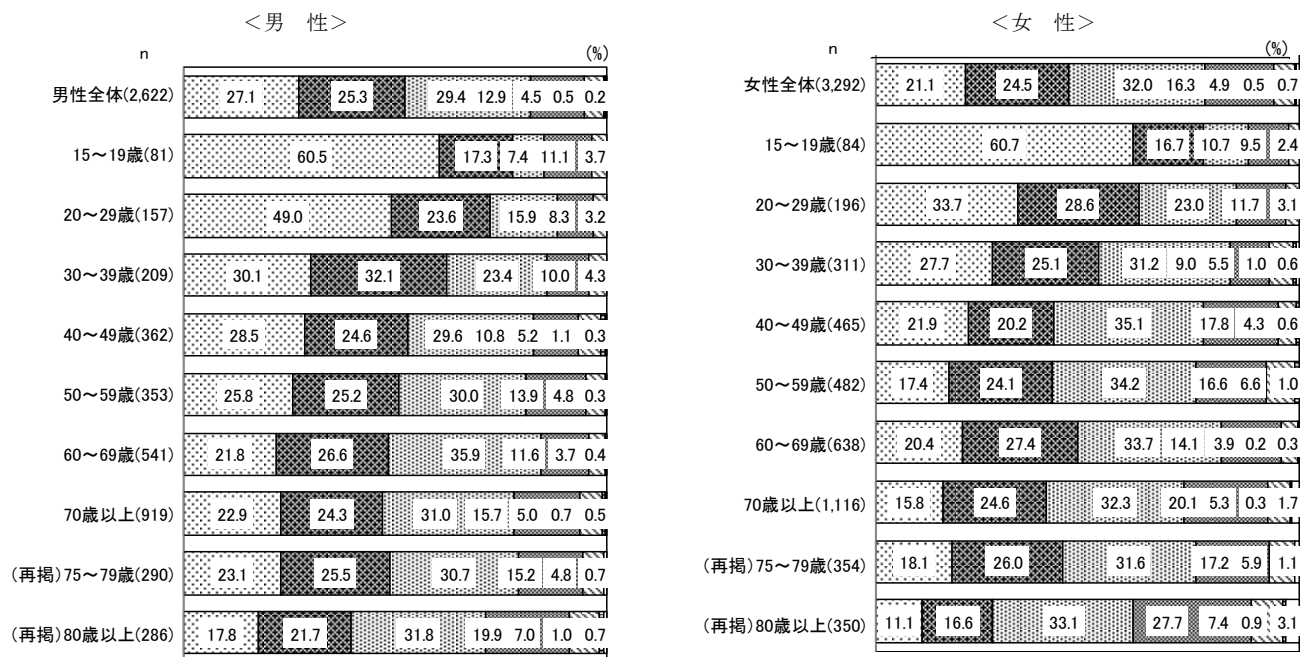 ＜男　性＞
n (%)
男性全体(2,622) 27.1 25.3 29.4 12.9 4.5 0.5 0.2
15～19歳(81) 60.5 17.3 7.4 11.1 3.7
20～29歳(157) 49.0 23.6 15.9 8.3 3.2
30～39歳(209) 30.1 32.1 23.4 10.0 4.3
40～49歳(362) 28.5 24.6 29.6 10.8 5.2 1.1 0.3
50～59歳(353) 25.8 25.2 30.0 13.9 4.8 0.3
60～69歳(541) 21.8 26.6 35.9 11.6 3.7 0.4
70歳以上(919) 22.9 24.3 31.0 15.7 5.0 0.7 0.5
(再掲)75～79歳(290) 23.1 25.5 30.7 15.2 4.8 0.7
(再掲)80歳以上(286) 17.8 21.7 31.8 19.9 7.0 1.0 0.7
＜女　性＞
n (%)
女性全体(3,292) 21.1 24.5 32.0 16.3 4.9 0.5 0.7
15～19歳(84) 60.7 16.7 10.7 9.5 2.4
20～29歳(196) 33.7 28.6 23.0 11.7 3.1
30～39歳(311) 27.7 25.1 31.2 9.0 5.5 1.0 0.6
40～49歳(465) 21.9 20.2 35.1 17.8 4.3 0.6
50～59歳(482) 17.4 24.1 34.2 16.6 6.6 1.0
60～69歳(638) 20.4 27.4 33.7 14.1 3.9 0.2 0.3
70歳以上(1,116) 15.8 24.6 32.3 20.1 5.3 0.3 1.7
(再掲)75～79歳(354) 18.1 26.0 31.6 17.2 5.9 1.1
(再掲)80歳以上(350) 11.1 16.6 33.1 27.7 7.4 0.9 3.1